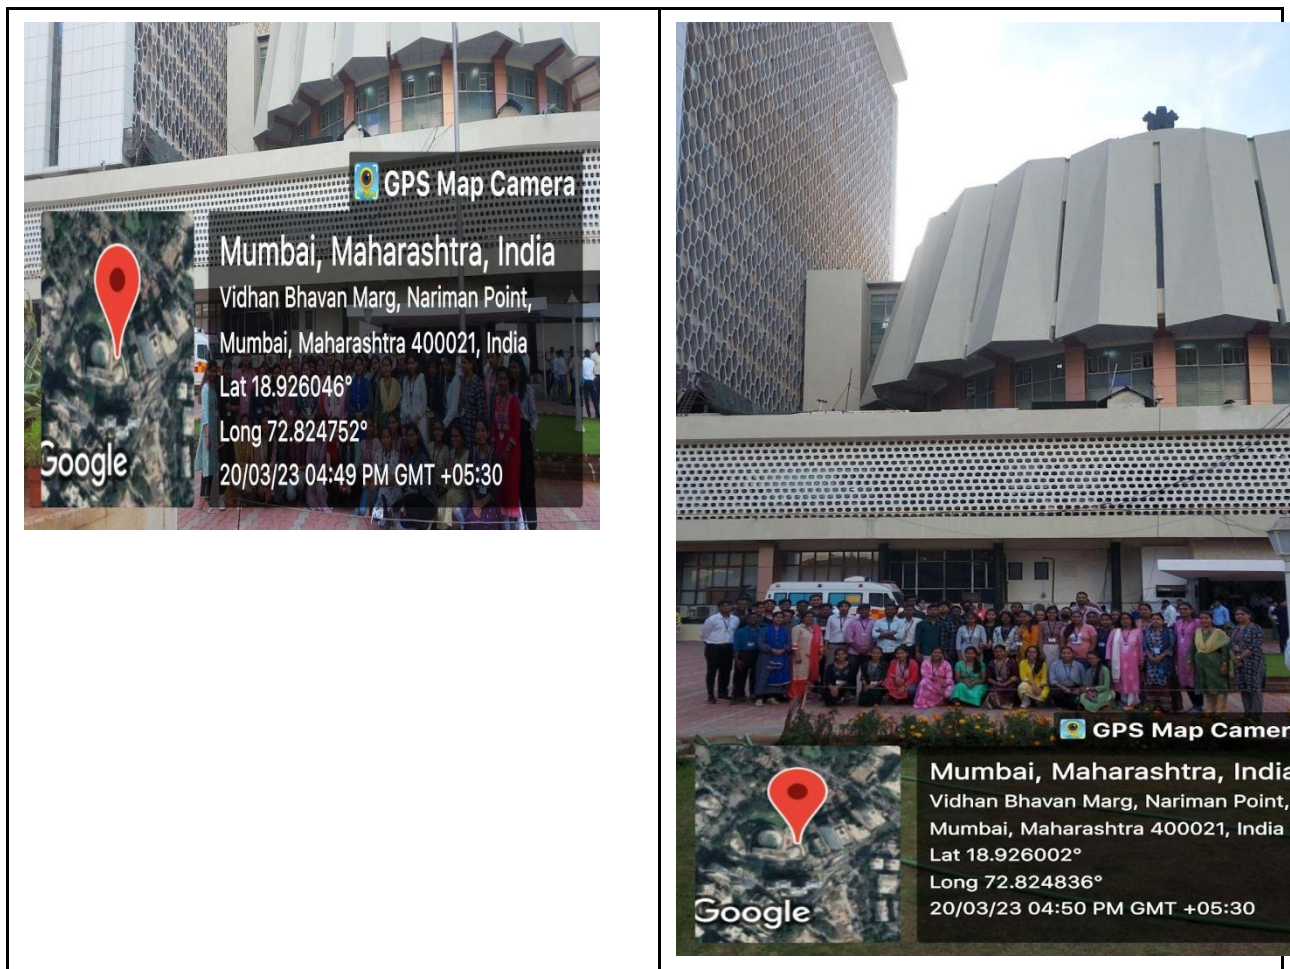 GPS Map Camera
Mumbai, Maharashtra, India
Vidhan Bhavan Marg, Nariman Point,
Mumbai, Maharashtra 400021, India
Lat 18.926046°
Long 72.824752°
20/03/23 04:49 PM GMT +05:30
Google
GPS Map Camer
Mumbai, Maharashtra, India
Vidhan Bhavan Marg, Nariman Point,
Mumbai, Maharashtra 400021, India
Lat 18.926002°
Long 72.824836°
20/03/23 04:50 PM GMT +05:30
Google